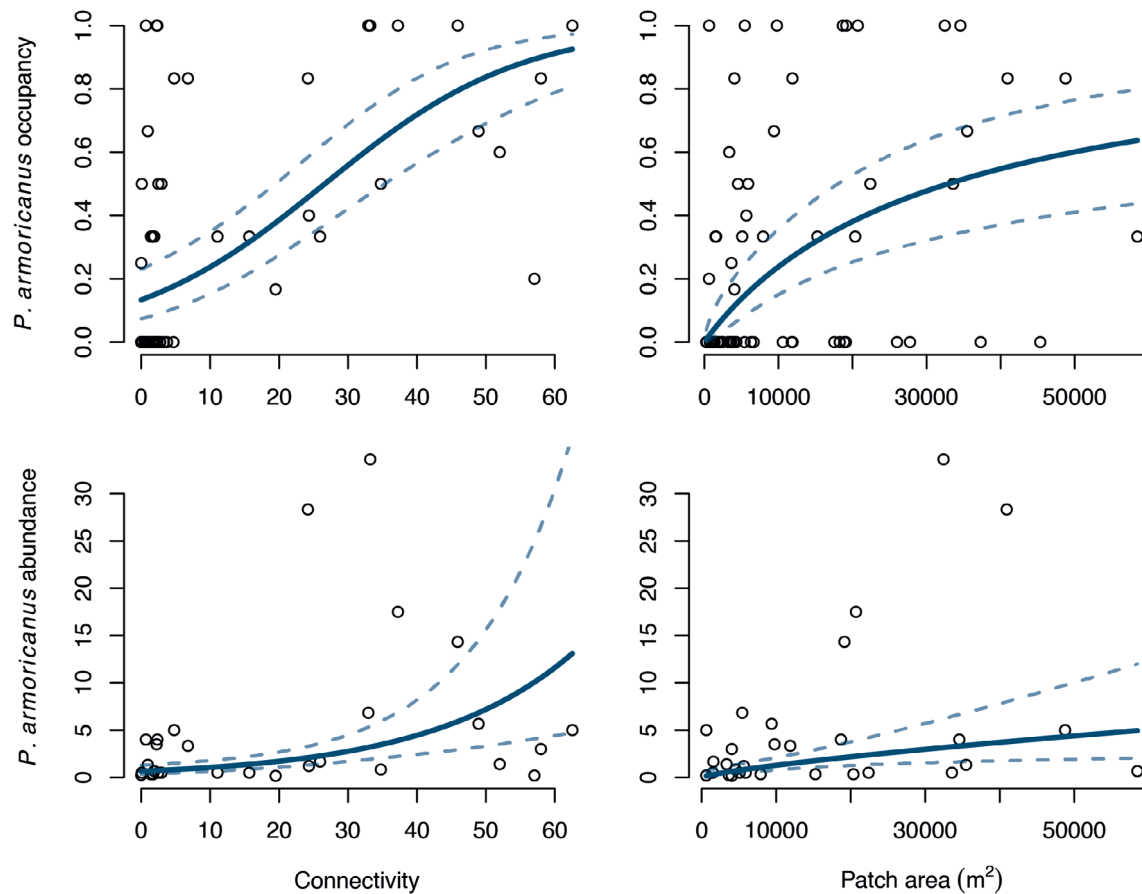 P. armoricanus occupancy
0.0 0.2 0.4 0.6 0.8 1.0
0 10 20 30 40 50 60
0.0 0.2 0.4 0.6 0.8 1.0
0 10000 30000 50000
P. armoricanus abundance
0 5 10 15 20 25 30
0 10 20 30 40 50 60
Connectivity
0 5 10 15 20 25 30
0 10000 30000 50000
Patch area (m²)